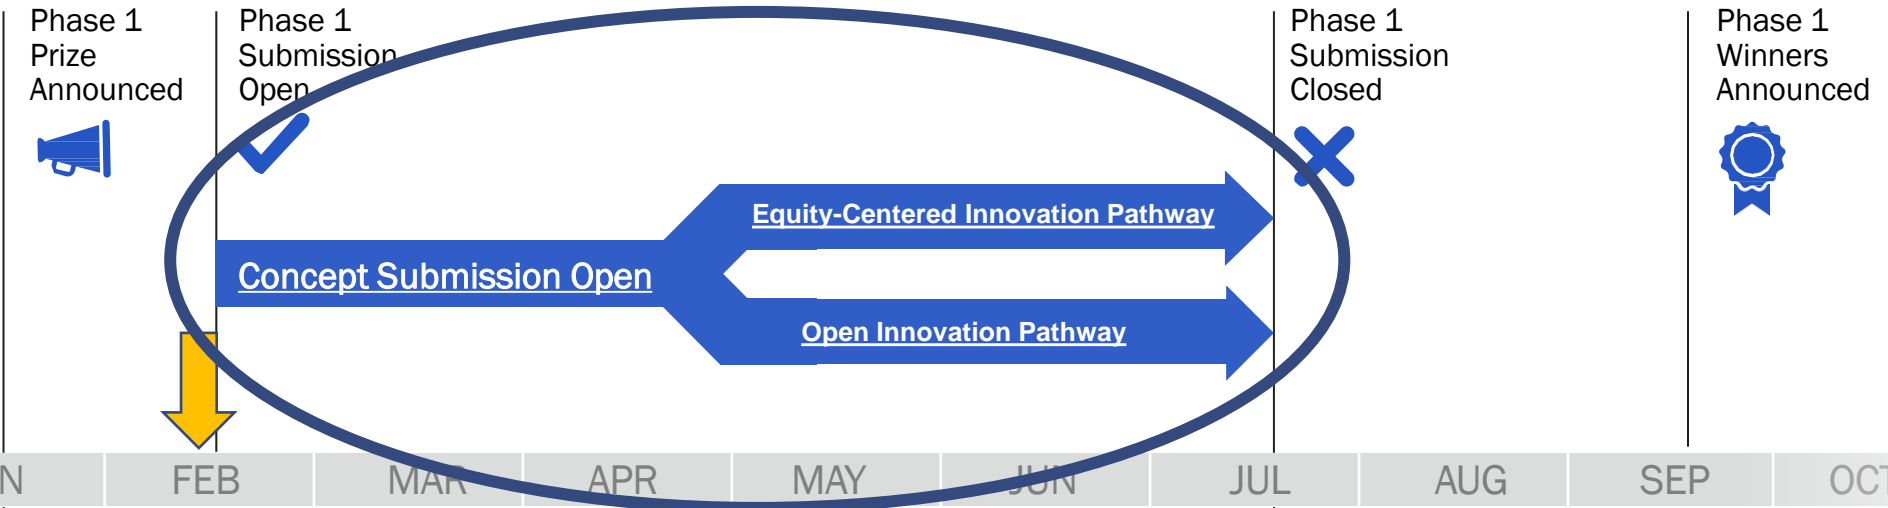 Phase 1
Prize
Announced
Phase 1
Submission
Open
Phase 1
Submission
Closed
Phase 1
Winners
Announced
Equity-Centered Innovation Pathway
Concept Submission Open
Open Innovation Pathway
N
FEB
MAR
APR
MAY
JUN
JUL
AUG
SEP
OCT